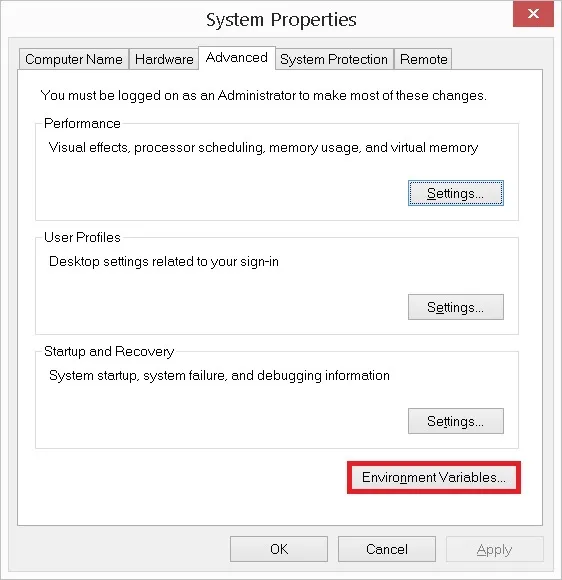 System Properties
Computer Name Hardware Advanced System Protection Remote
You must be logged on as an Administrator to make most of these changes.
Performance
Visual effects, processor scheduling, memory usage, and virtual memory
Settings...
User Profiles
Desktop settings related to your sign-in
Settings...
Startup and Recovery
System startup, system failure, and debugging information
Settings...
Environment Variables...
OK Cancel Apply